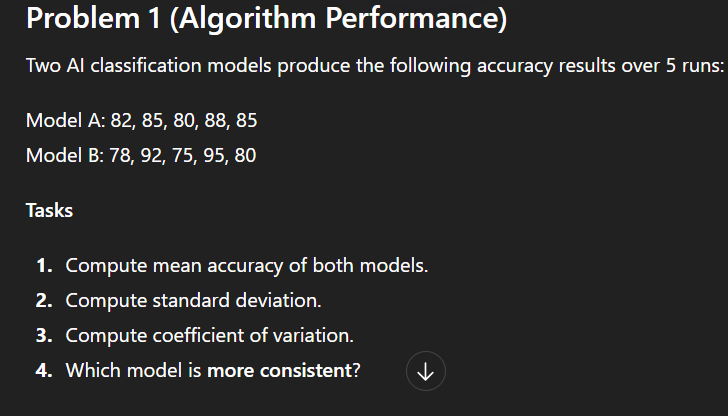 Problem 1 (Algorithm Performance)
Two AI classification models produce the following accuracy results over 5 runs:
Model A: 82, 85, 80, 88, 85
Model B: 78, 92, 75, 95, 80
Tasks
1. Compute mean accuracy of both models.
2. Compute standard deviation.
3. Compute coefficient of variation.
4. Which model is more consistent?